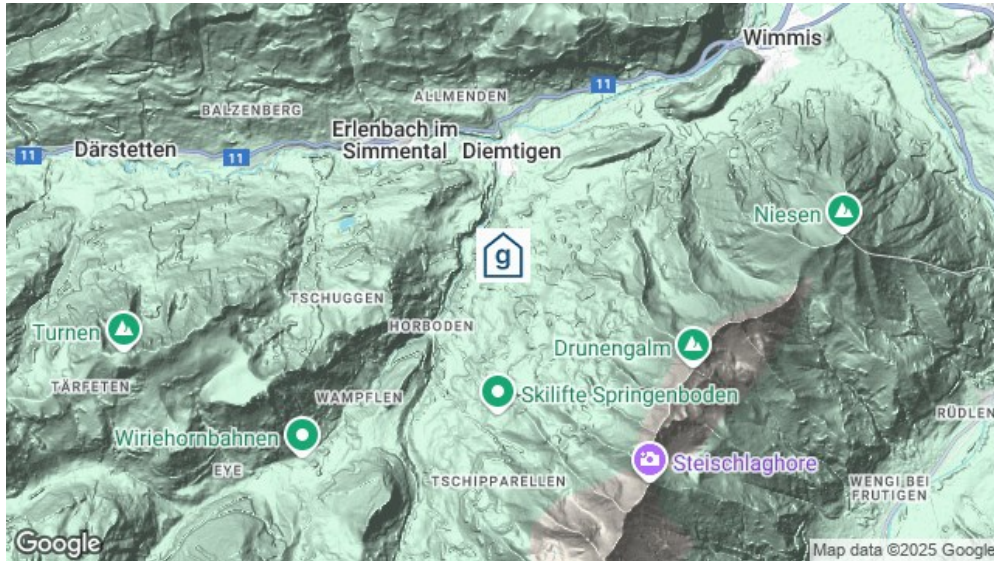 Wimmis
11
ALLMENDEN
BALZENBERG
Erlenbach im
Simmental
Diemtigen
11
Därstetten
11
Niesen
g
TSCHUGGEN
HORBODEN
Turnen
Drunengalm
TÄRFETEN
WAMPFLEN
Skilifte Springenboden
RÜDLEN
Wiriehornbahnen
EYE
Steischlaghore
TSCHIPPARELLEN
WENGI BEI
FRUTIGEN
Google
Map data ©2025 Google